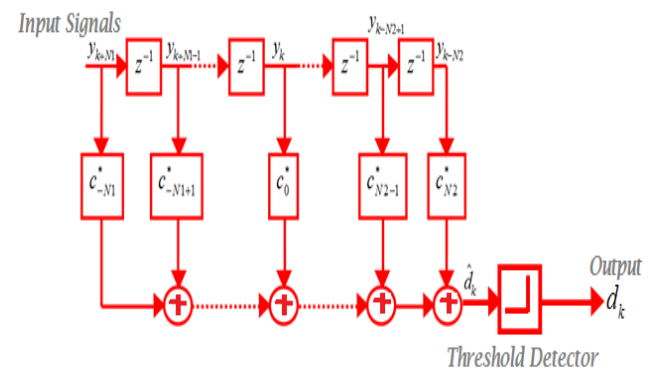 Input Signals
y_{k+N1} z^{-1} y_{k+N1-1} z^{-1} y_k z^{-1} y_{k-N2+1} z^{-1} y_{k-N2}
c^*_{-N1} c^*_{-N1+1} c^*_0 c^*_{N2-1} c^*_{N2}
+ + + + \hat{d}_k Output
d_k
Threshold Detector